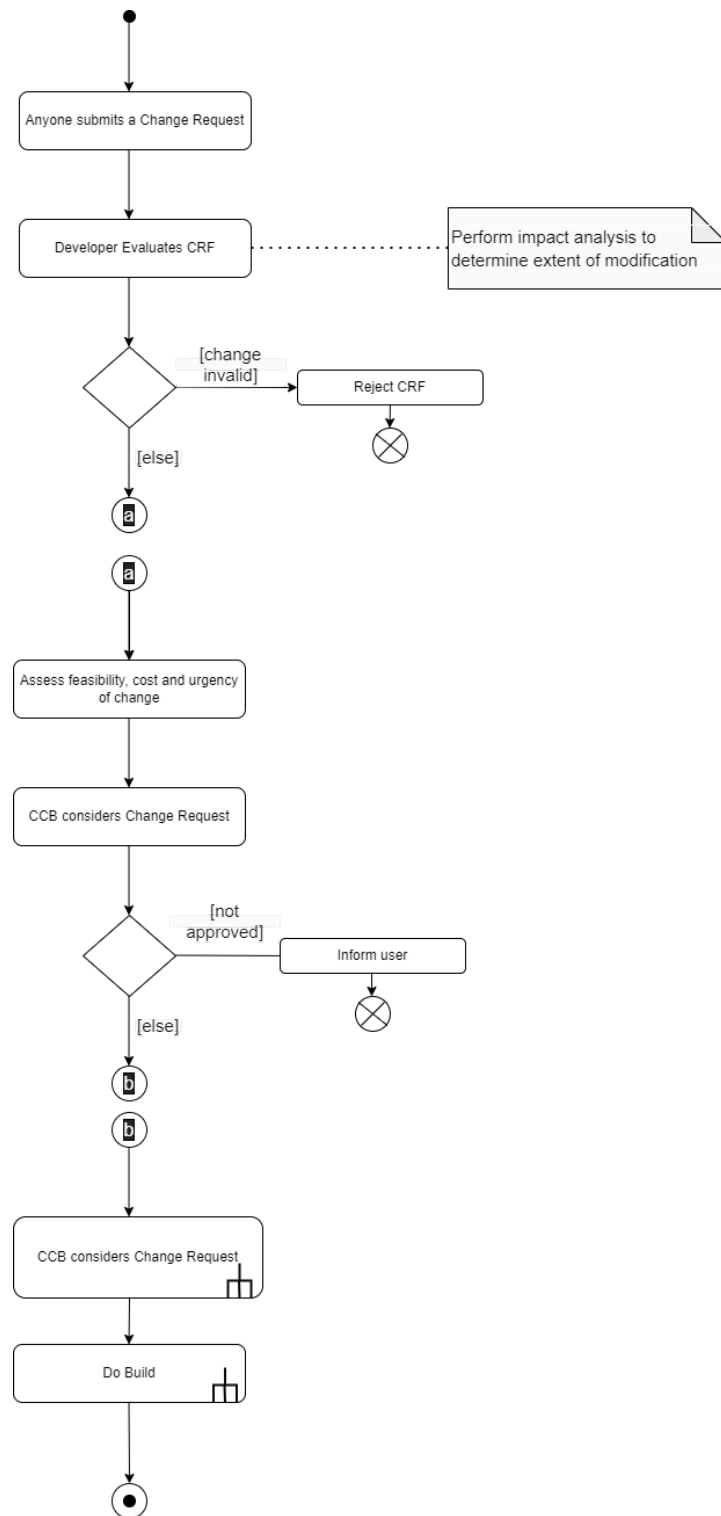 Anyone submits a Change Request
Developer Evaluates CRF
Perform impact analysis to
determine extent of modification
[change
invalid]
Reject CRF
[else]
a
a
Assess feasibility, cost and urgency
of change
CCB considers Change Request
[not
approved]
Inform user
[else]
b
b
CCB considers Change Request
Do Build